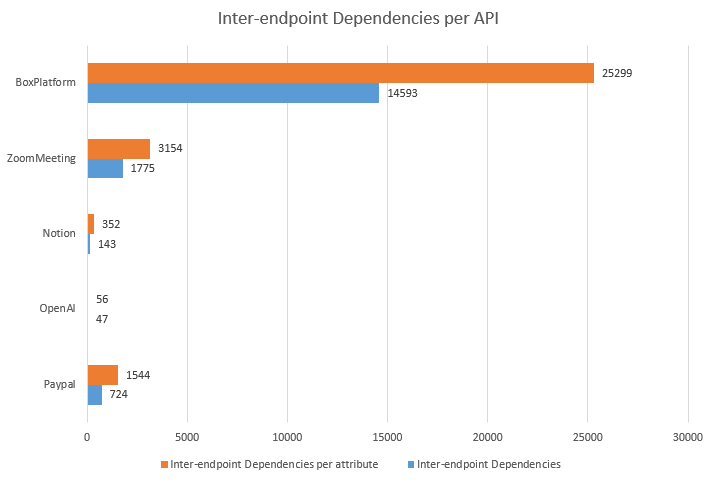 Inter-endpoint Dependencies per API
BoxPlatform
25299
14593
ZoomMeeting
3154
1775
Notion
352
143
OpenAI
56
47
Paypal
1544
724
0 5000 10000 15000 20000 25000 30000
Inter-endpoint Dependencies per attribute Inter-endpoint Dependencies